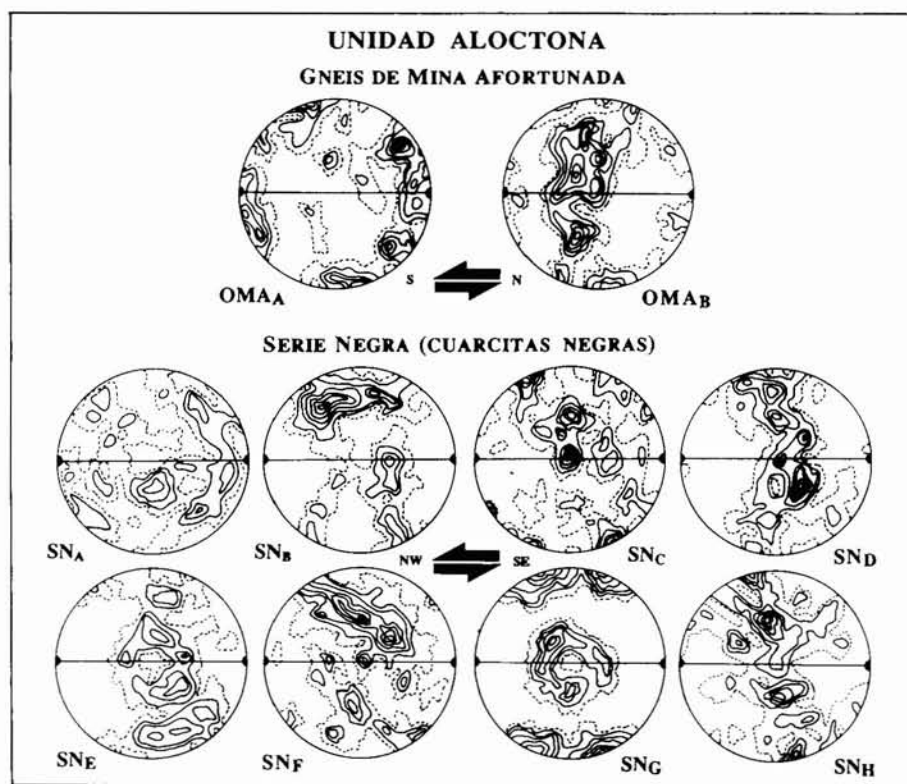 UNIDAD ALOCTONA
GNEIS DE MINA AFORTUNADA
OMAA
S N
OMAB
SERIE NEGRA (CUARCITAS NEGRAS)
SNA SNB SNC SND
NW SE
SNE SNF SNG SNH